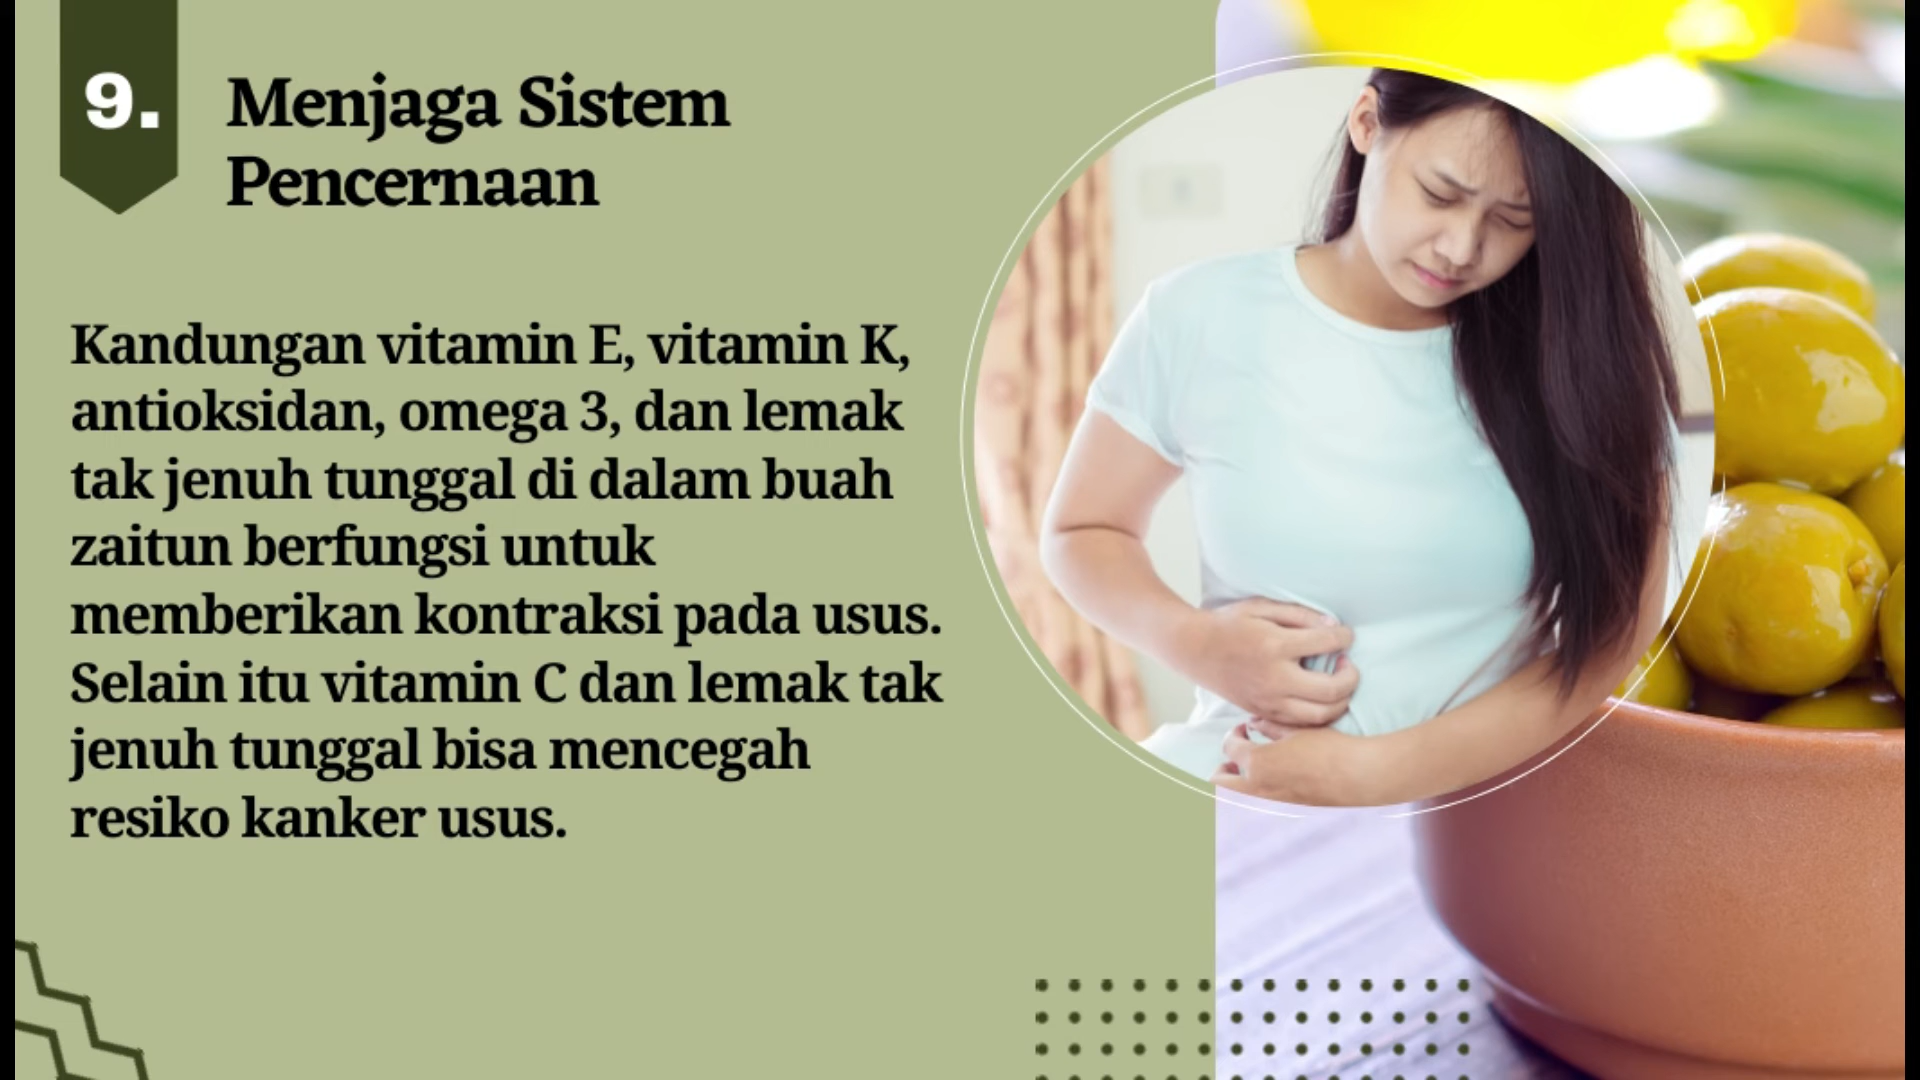 9.
Menjaga Sistem
Pencernaan
Kandungan vitamin E, vitamin K,
antioksidan, omega 3, dan lemak
tak jenuh tunggal di dalam buah
zaitun berfungsi untuk
memberikan kontraksi pada usus.
Selain itu vitamin C dan lemak tak
jenuh tunggal bisa mencegah
resiko kanker usus.